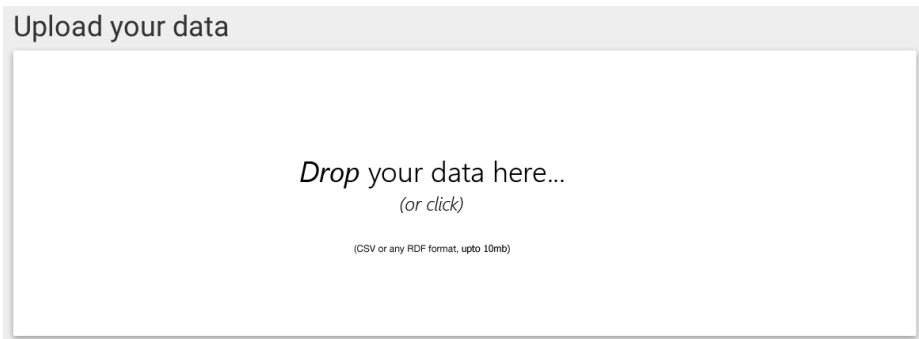 Upload your data
Drop your data here...
(or click)
(CSV or any RDF format, upto 10mb)